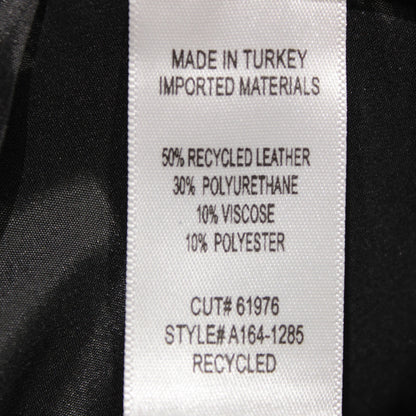 MADE IN TURKEY
IMPORTED MATERIALS
50% RECYCLED LEATHER
30% POLYURETHANE
10% VISCOSE
10% POLYESTER
CUT# 61976
STYLE# A164-1285
RECYCLED